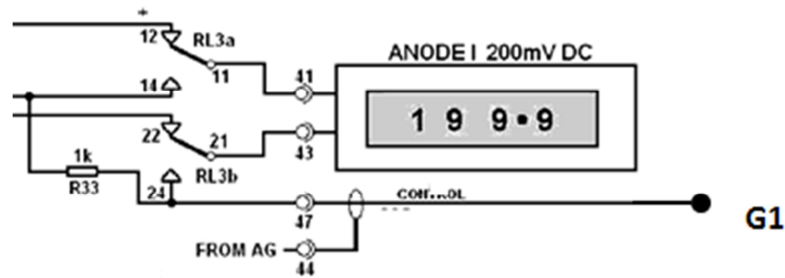 +
12 RL3a
ANODE I 200mV DC
11
41
14
1 9 9.9
22 21
43
1k
R33
RL3b
24
CONTROL
47
G1
FROM AG
44